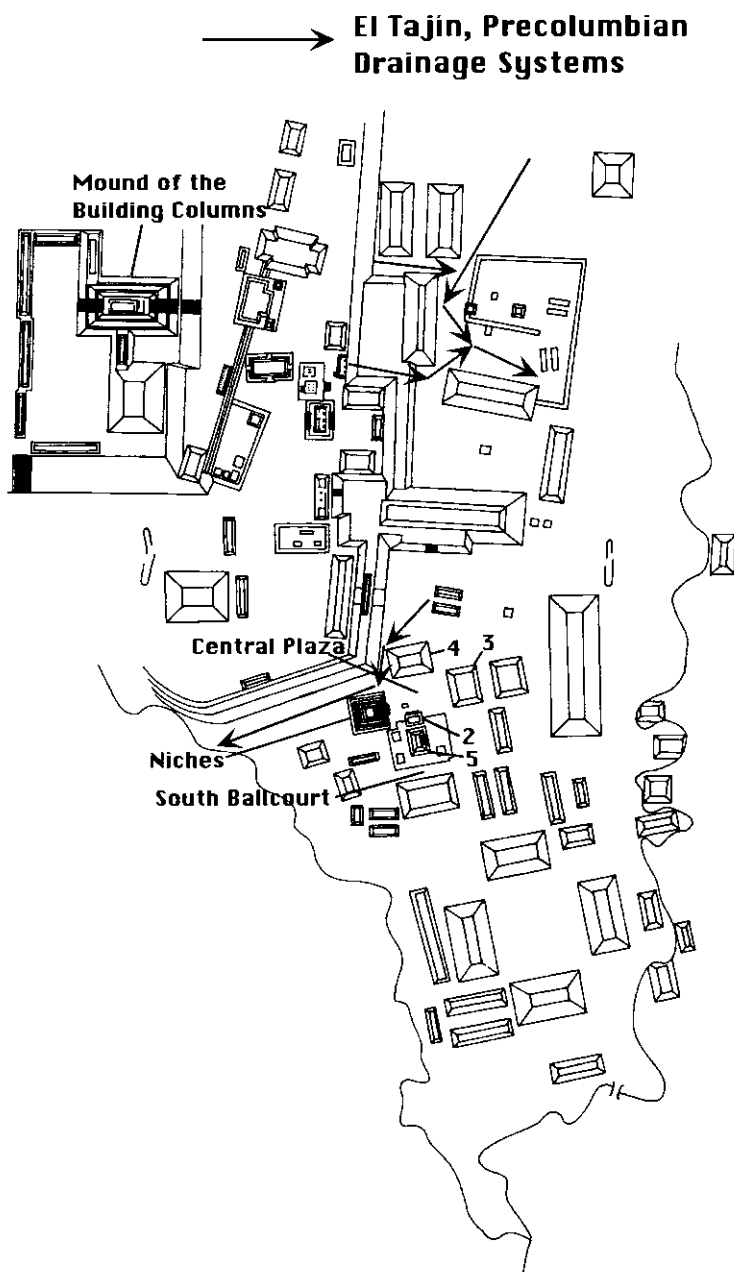 El Tajín, Precolumbian
Drainage Systems
Mound of the
Building Columns
Central Plaza
4
3
2
5
Niches
South Ballcourt